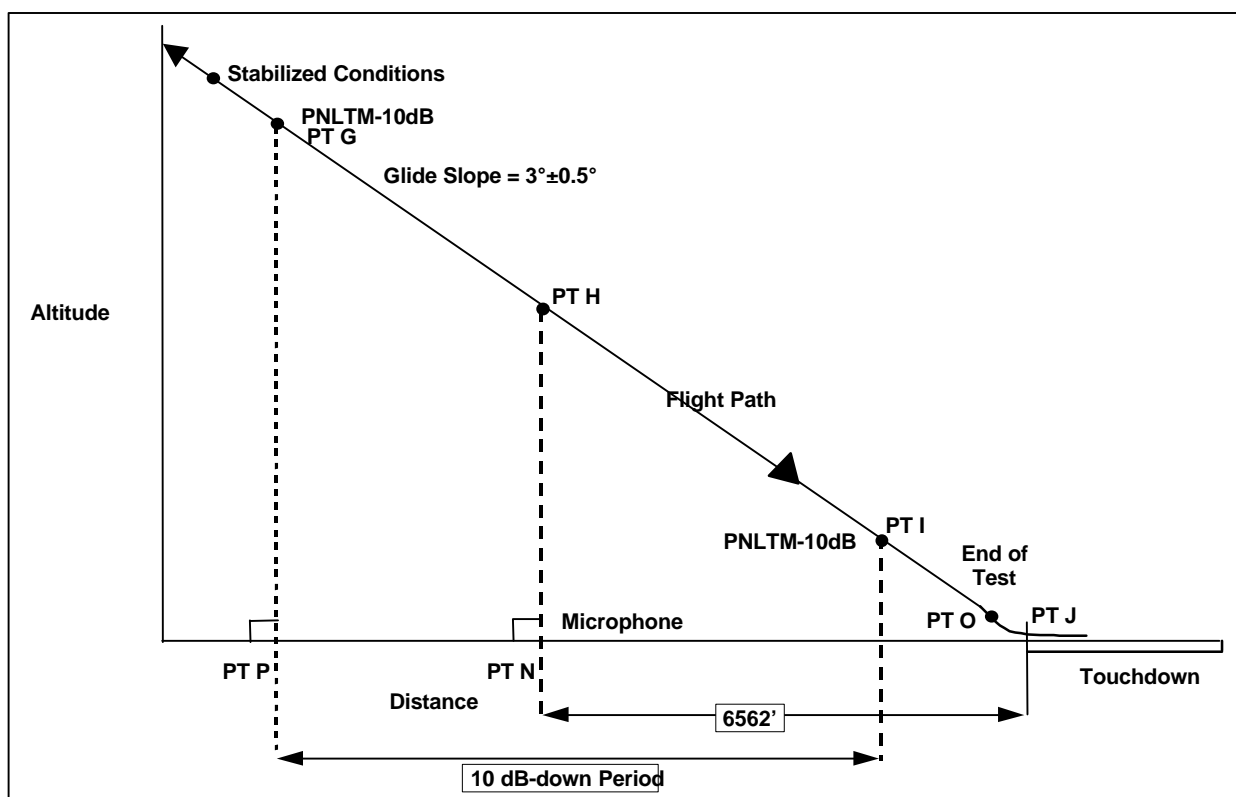 Stabilized Conditions
PNLTM-10dB
PT G
Glide Slope = 3°±0.5°
Altitude
PT H
Flight Path
PT I
PNLTM-10dB
End of
Test
PT O
PT J
Microphone
PT P
PT N
Touchdown
Distance
6562’
10 dB-down Period